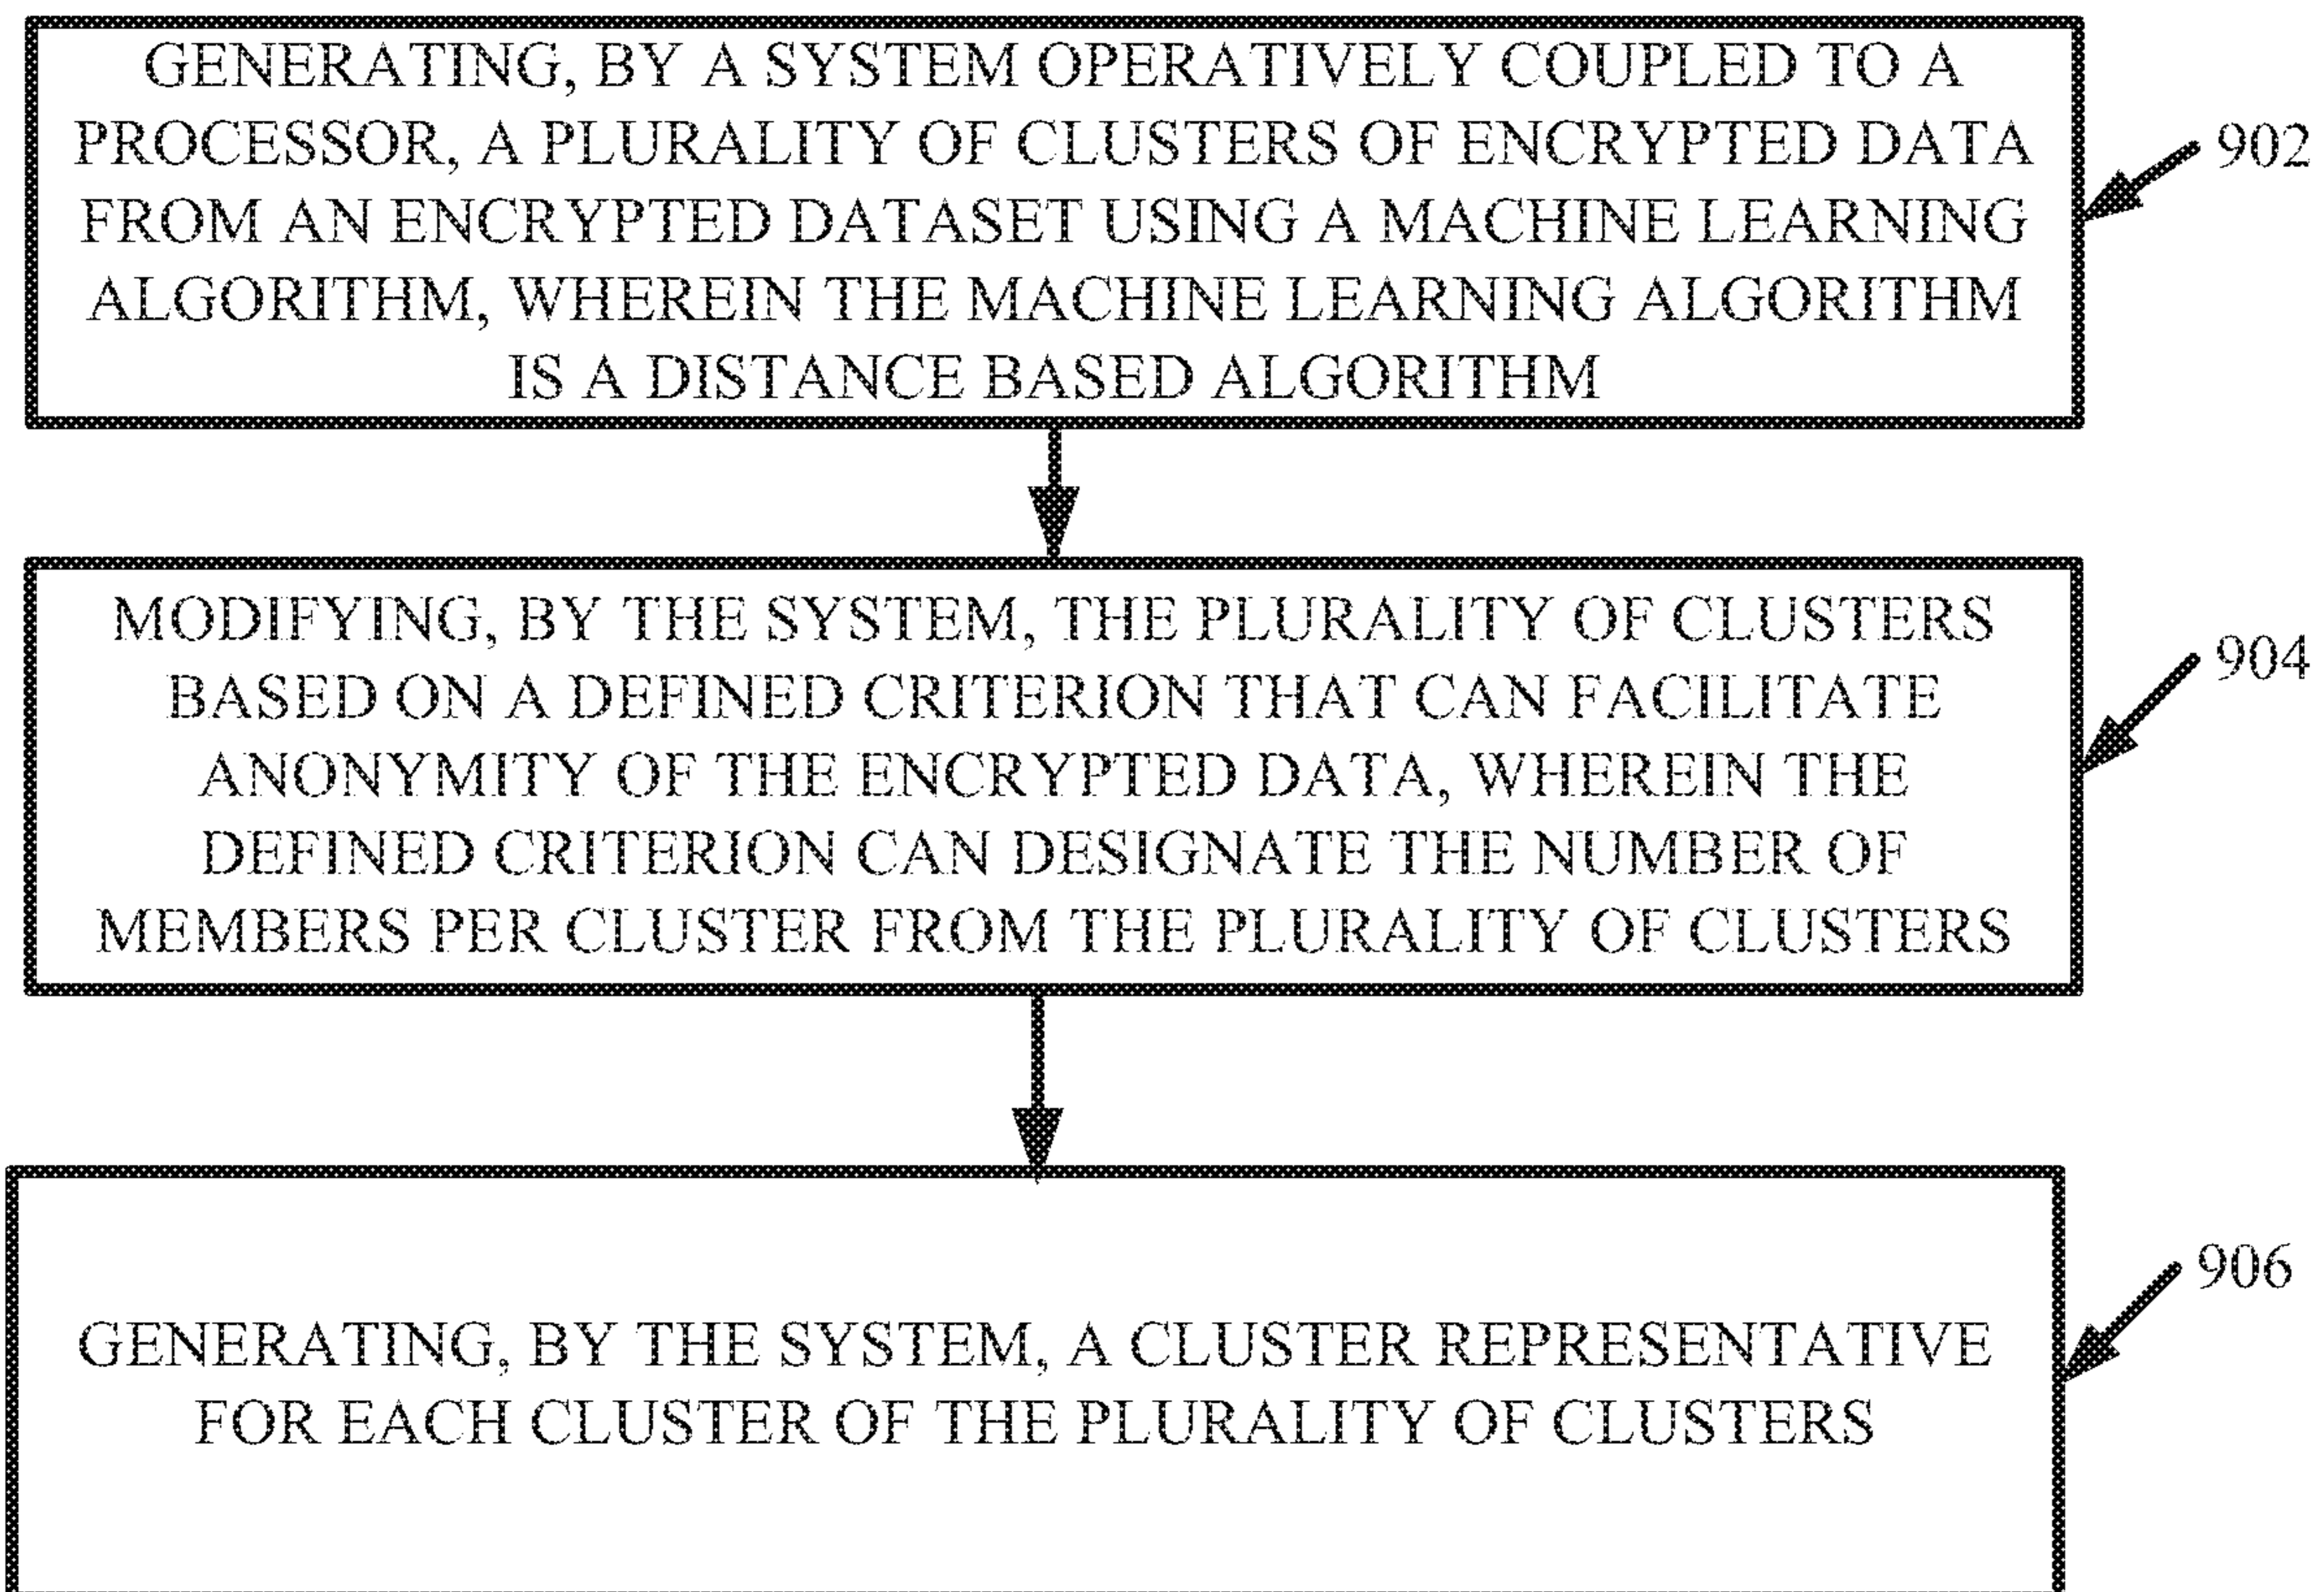 GENERATING, BY A SYSTEM OPERATIVELY COUPLED TO A
PROCESSOR, A PLURALITY OF CLUSTERS OF ENCRYPTED DATA
FROM AN ENCRYPTED DATASET USING A MACHINE LEARNING
ALGORITHM, WHEREIN THE MACHINE LEARNING ALGORITHM
IS A DISTANCE BASED ALGORITHM
902
MODIFYING, BY THE SYSTEM, THE PLURALITY OF CLUSTERS
BASED ON A DEFINED CRITERION THAT CAN FACILITATE
ANONYMITY OF THE ENCRYPTED DATA, WHEREIN THE
DEFINED CRITERION CAN DESIGNATE THE NUMBER OF
MEMBERS PER CLUSTER FROM THE PLURALITY OF CLUSTERS
904
GENERATING, BY THE SYSTEM, A CLUSTER REPRESENTATIVE
FOR EACH CLUSTER OF THE PLURALITY OF CLUSTERS
906